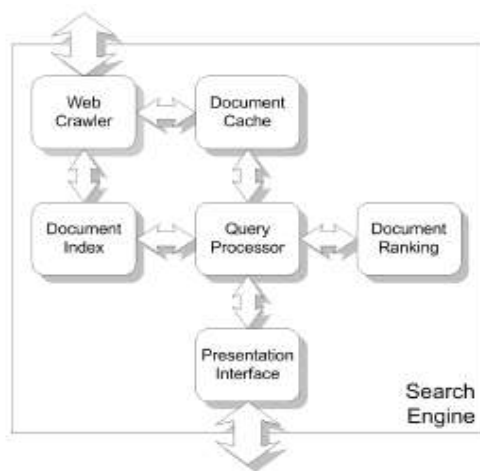 Web
Crawler
Document
Cache
Document
Index
Query
Processor
Document
Ranking
Presentation
Interface
Search
Engine